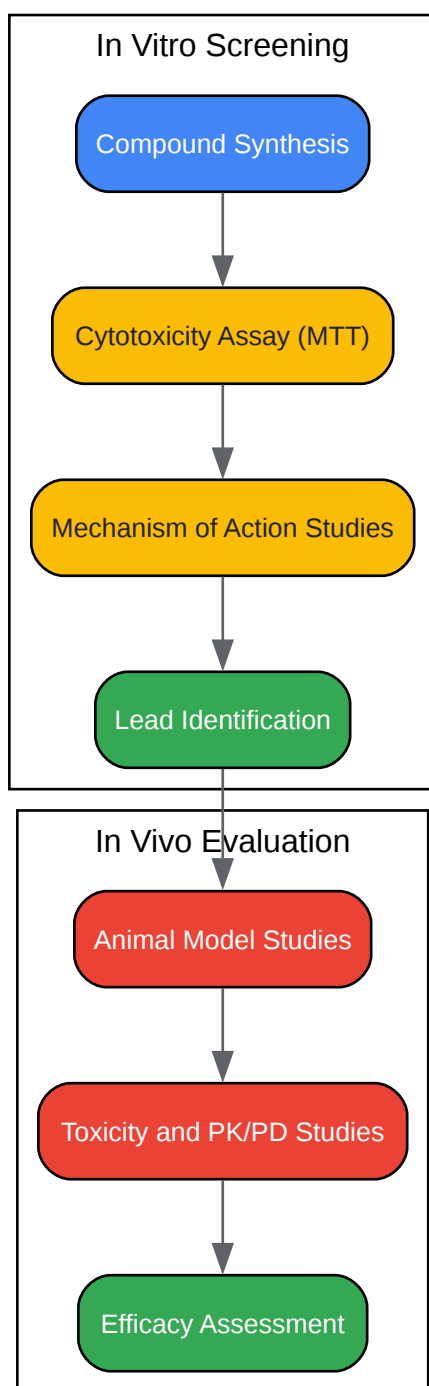 In Vitro Screening
Compound Synthesis
Cytotoxicity Assay (MTT)
Mechanism of Action Studies
Lead Identification
In Vivo Evaluation
Animal Model Studies
Toxicity and PK/PD Studies
Efficacy Assessment